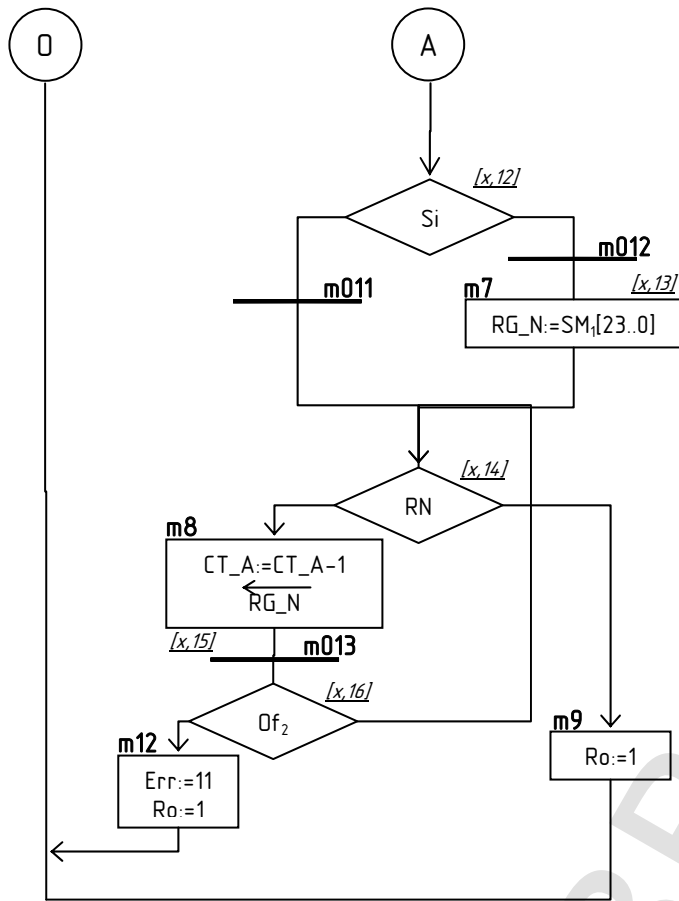 0
A
[x,12]
Si
m012
m011
m7
[x,13]
RG_N:=SM₁[23..0]
[x,14]
RN
m8
CT_A:=CT_A-1
RG_N
[x,15]
m013
[x,16]
Of₂
m12
m9
Err:=11
Ro:=1
Ro:=1